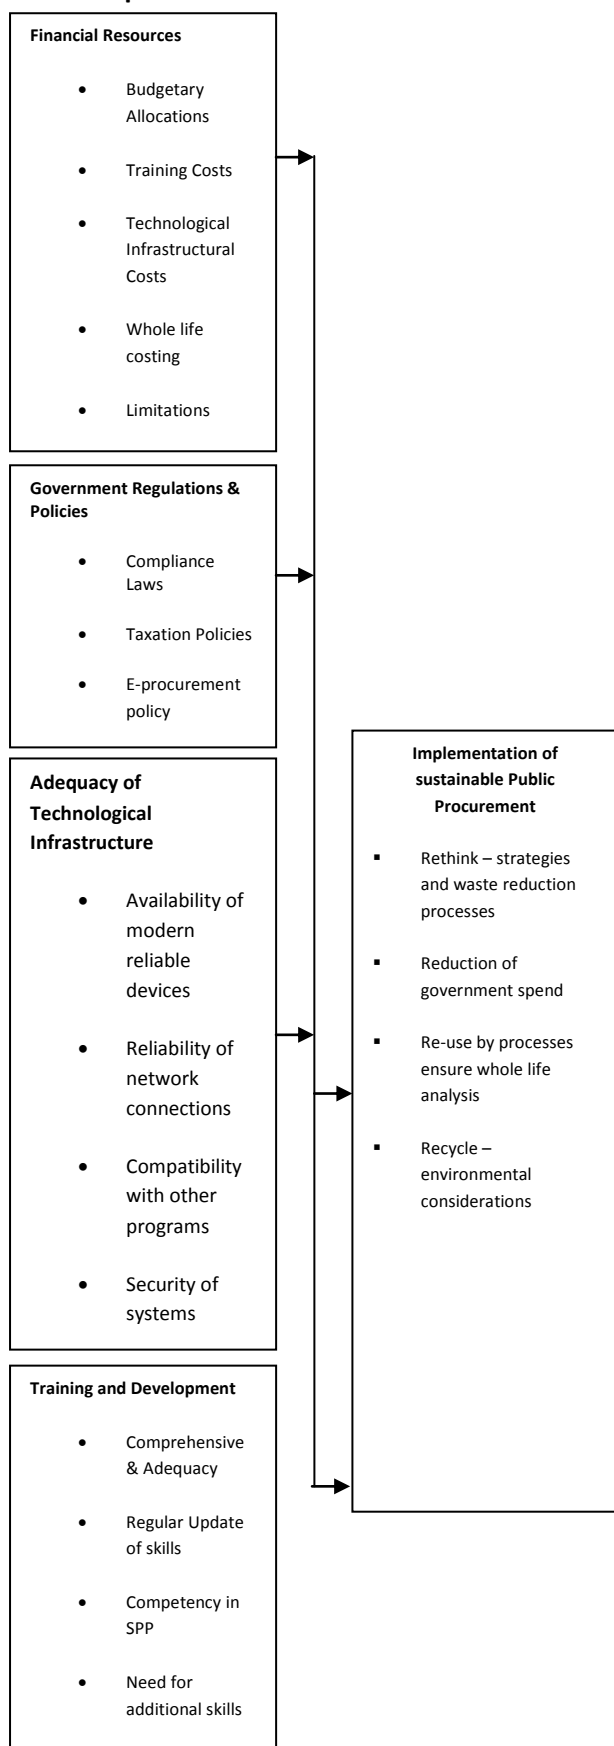 Financial Resources
• Budgetary
Allocations
• Training Costs
• Technological
Infrastructural
Costs
• Whole life
costing
• Limitations
Government Regulations &
Policies
• Compliance
Laws
• Taxation Policies
• E-procurement
policy
Adequacy of
Technological
Infrastructure
• Availability of
modern
reliable
devices
• Reliability of
network
connections
• Compatibility
with other
programs
• Security of
systems
Training and Development
• Comprehensive
& Adequacy
• Regular Update
of skills
• Competency in
SPP
• Need for
additional skills
Implementation of
sustainable Public
Procurement
▪ Rethink – strategies
and waste reduction
processes
▪ Reduction of
government spend
▪ Re-use by processes
ensure whole life
analysis
▪ Recycle –
environmental
considerations